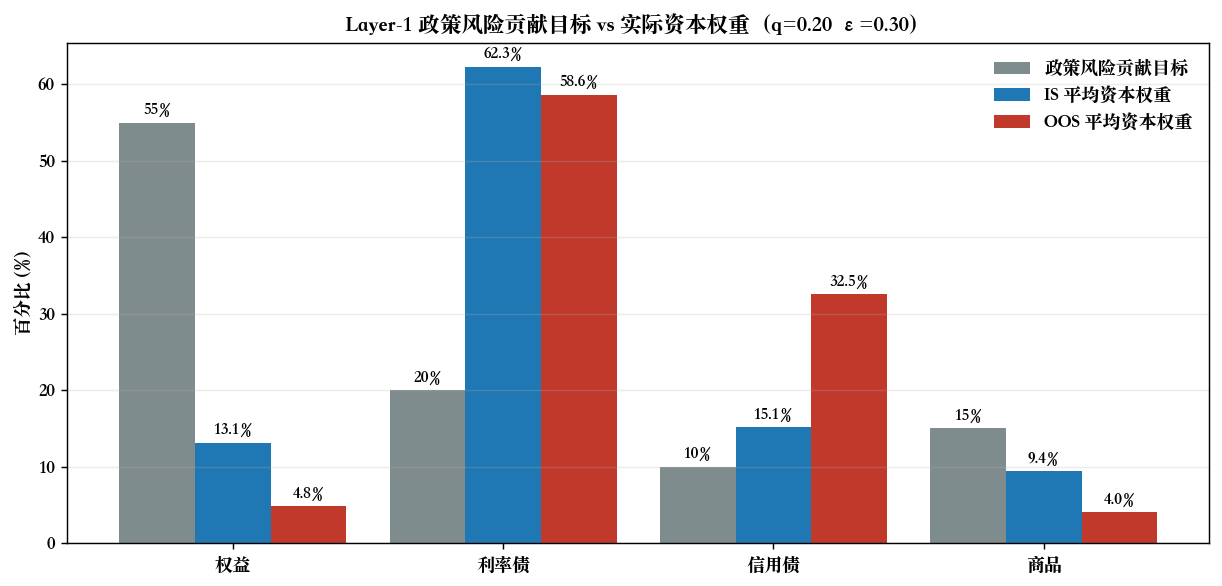 Layer-1 政策风险贡献目标 vs 实际资本权重（q=0.20 ε=0.30）
政策风险贡献目标
IS 平均资本权重
OOS 平均资本权重
百分比 (%)
60
50
40
30
20
10
0
55%
13.1%
4.8%
20%
62.3%
58.6%
10%
15.1%
32.5%
15%
9.4%
4.0%
权益
利率债
信用债
商品